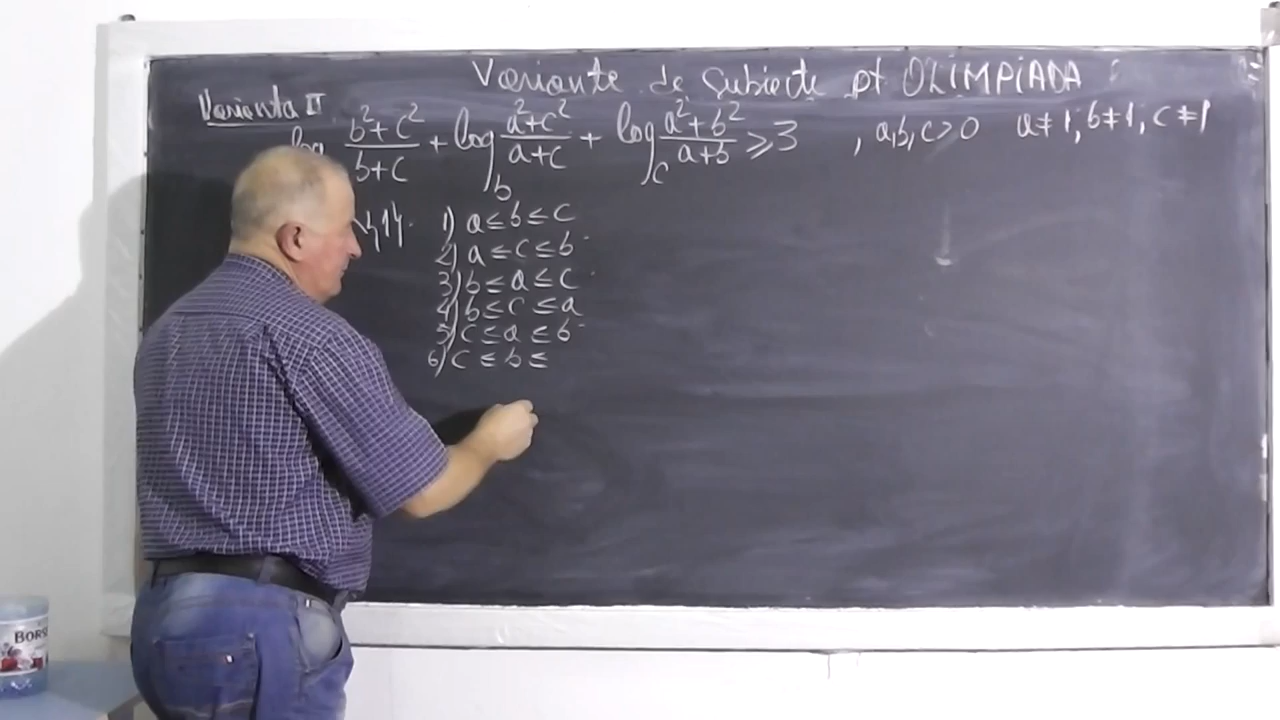 Variante de Subiecte pt OLIMPIADA
Varianta II
log (b²+c²)/(b+c) + log_b (a²+c²)/(a+c) + log_c (a²+b²)/(a+b) ≥ 3 , a,b,c>0 a≠1, b≠1, c≠1
1) a ≤ b ≤ c
2) a ≤ c ≤ b
3) b ≤ a ≤ c
4) b ≤ c ≤ a
5) c ≤ a ≤ b
6) c ≤ b ≤